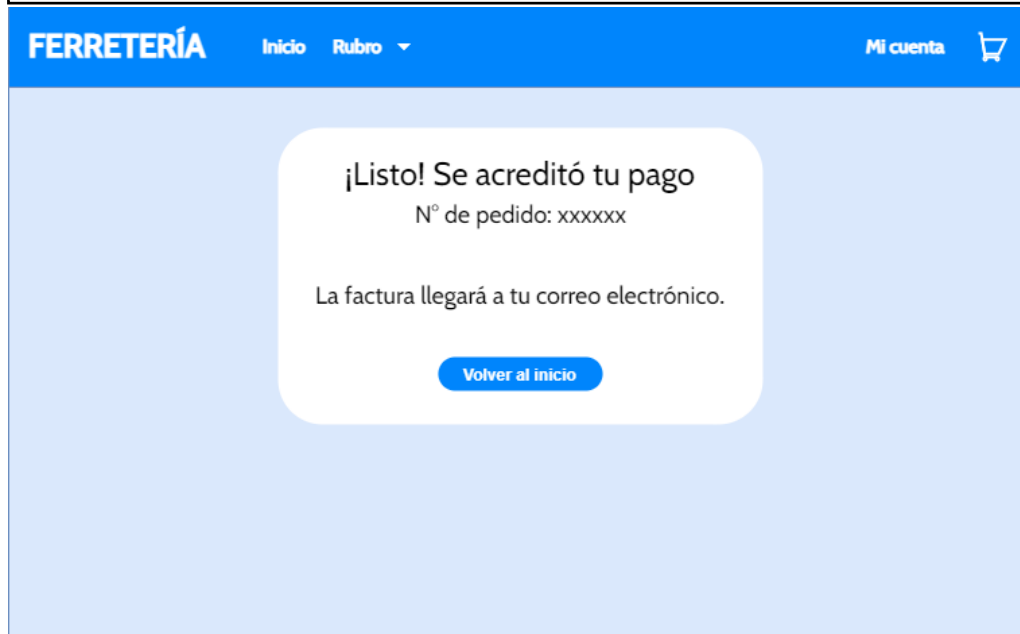 FERRETERÍA Inicio Rubro Mi cuenta
¡Listo! Se acreditó tu pago
N° de pedido: xxxxxx
La factura llegará a tu correo electrónico.
Volver al inicio